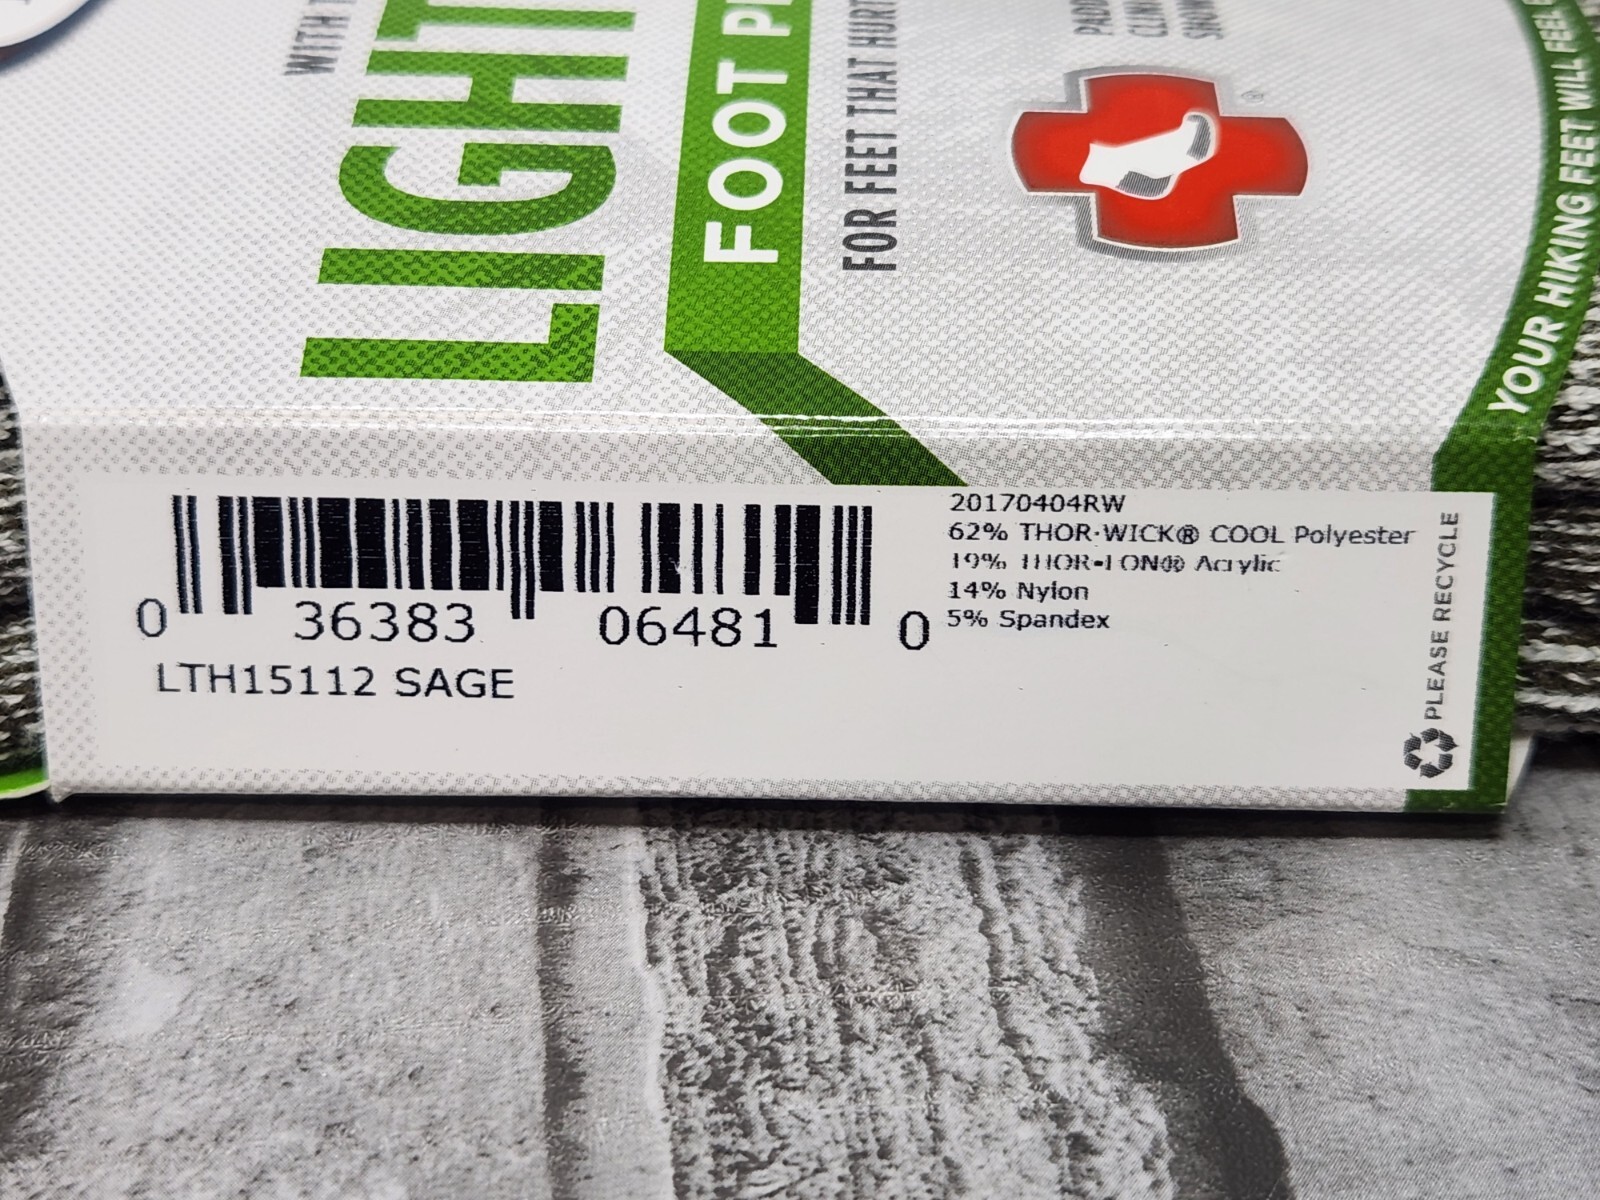 WITH
LIGHT
FOOT
FOR FEET THAT HURT
YOUR HIKING FEET WILL FEEL
0 36383 06481 0
LTH15112 SAGE
20170404RW
62% THOR·WICK® COOL Polyester
19% THOR•LON® Acrylic
14% Nylon
5% Spandex
PLEASE RECYCLE